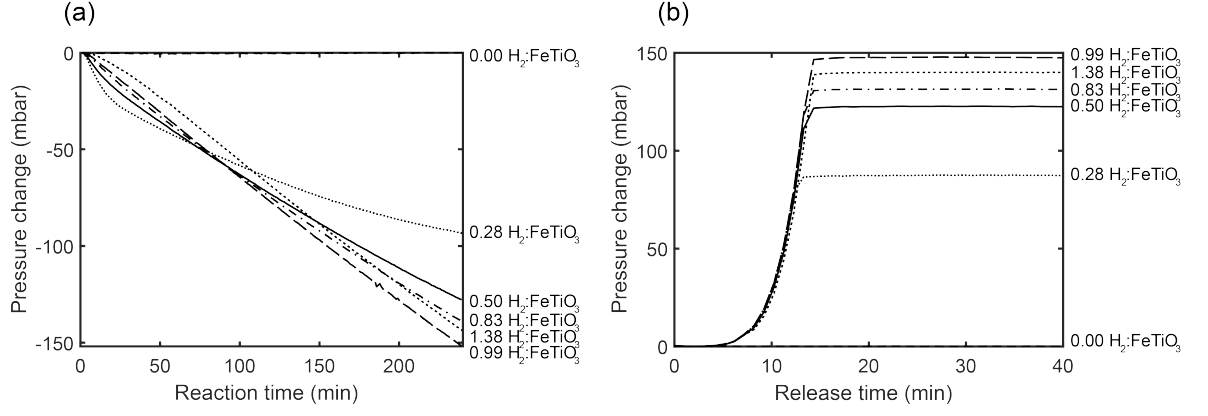 (a)
Pressure change (mbar)
0
-50
-100
-150
0
50
100
150
200
Reaction time (min)
0.00 H₂:FeTiO₃
0.28 H₂:FeTiO₃
0.50 H₂:FeTiO₃
0.83 H₂:FeTiO₃
1.38 H₂:FeTiO₃
0.99 H₂:FeTiO₃
(b)
Pressure change (mbar)
150
100
50
0
0
10
20
30
40
Release time (min)
0.99 H₂:FeTiO₃
1.38 H₂:FeTiO₃
0.83 H₂:FeTiO₃
0.50 H₂:FeTiO₃
0.28 H₂:FeTiO₃
0.00 H₂:FeTiO₃